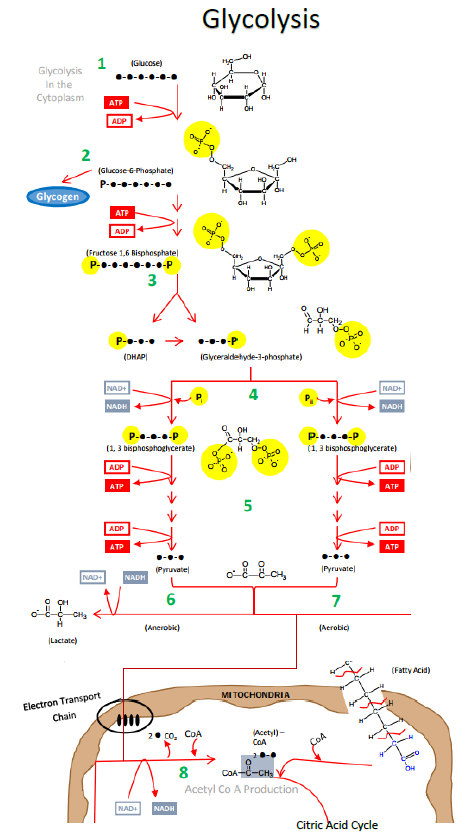 Glycolysis
1
(Glucose)
Glycolysis
In the
Cytoplasm
ATP
ADP
2
(Glucose-6-Phosphate)
P
Glycogen
ATP
ADP
(Fructose 1,6 Bisphosphate)
P P
3
P P
(DHAP) (Glyceraldehyde-3-phosphate)
4
NAD+ Pi Pi NAD+
NADH NADH
P P P P
(1, 3 bisphosphoglycerate) (1, 3 bisphosphoglycerate)
ADP ADP
ATP ATP
5
ADP ADP
ATP ATP
(Pyruvate) (Pyruvate)
NAD+ NADH
6 7
(Anerobic) (Aerobic)
(Lactate)
(Fatty Acid)
Electron Transport
Chain
MITOCHONDRIA
2 CO₂ CoA
(Acetyl) –
CoA
2
CoA
8
CoA C CH₃
Acetyl Co A Production
NAD+ NADH
Citric Acid Cycle